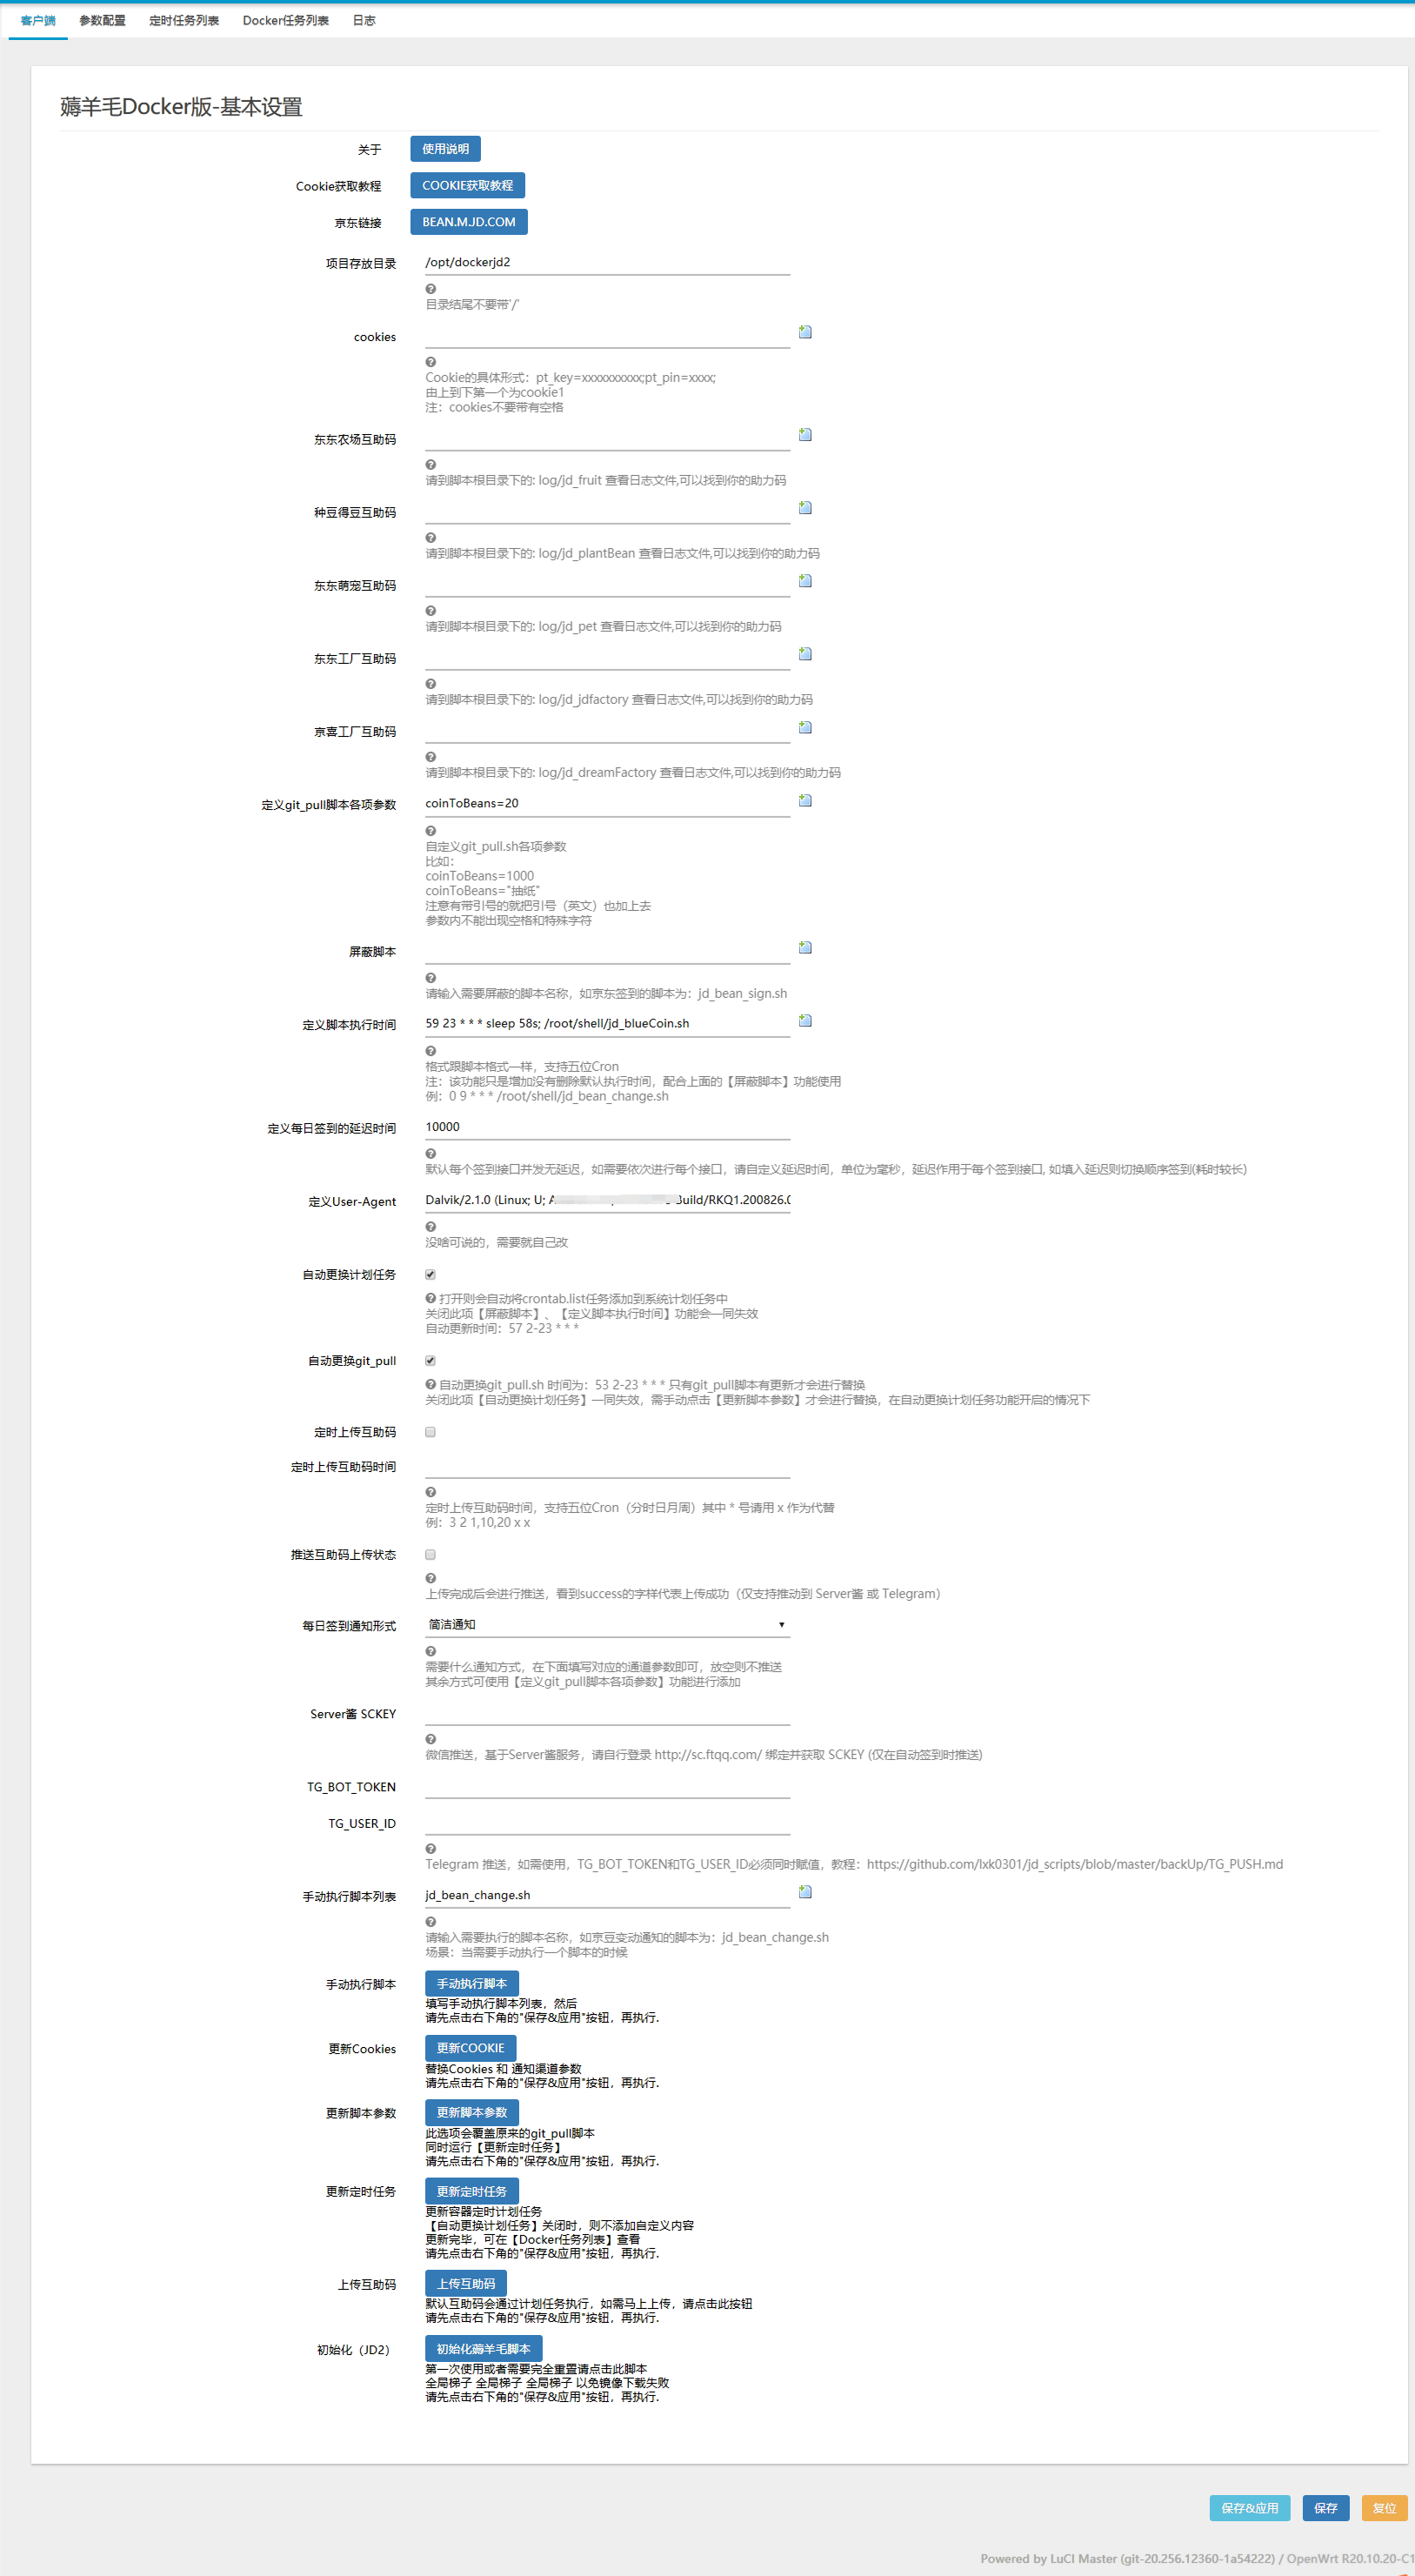 客户端 参数配置 定时任务列表 Docker任务列表 日志
薅羊毛Docker版-基本设置
关于 使用说明
Cookie获取教程 COOKIE获取教程
京东链接 BEAN.M.JD.COM
项目存放目录 /opt/dockerjd2
目录结尾不要带'/'
cookies
Cookie的具体形式：pt_key=xxxxxxxxxx;pt_pin=xxxx;
由上到下第一个为cookie1
注：cookies不要带有空格
东东农场互助码
请到脚本根目录下的: log/jd_fruit 查看日志文件,可以找到你的助力码
种豆得豆互助码
请到脚本根目录下的: log/jd_plantBean 查看日志文件,可以找到你的助力码
东东萌宠互助码
请到脚本根目录下的: log/jd_pet 查看日志文件,可以找到你的助力码
东东工厂互助码
请到脚本根目录下的: log/jd_jdfactory 查看日志文件,可以找到你的助力码
京喜工厂互助码
请到脚本根目录下的: log/jd_dreamFactory 查看日志文件,可以找到你的助力码
定义git_pull脚本各项参数 coinToBeans=20
自定义git_pull.sh各项参数
比如：
coinToBeans=1000
coinToBeans="抽纸"
注意有带引号的就把引号（英文）也加上去
参数内不能出现空格和特殊字符
屏蔽脚本
请输入需要屏蔽的脚本名称，如京东签到的脚本为：jd_bean_sign.sh
定义脚本执行时间 59 23 * * * sleep 58s; /root/shell/jd_blueCoin.sh
格式跟脚本格式一样，支持五位Cron
注：该功能只是增加没有删除默认执行时间，配合上面的【屏蔽脚本】功能使用
例：0 9 * * * /root/shell/jd_bean_change.sh
定义每日签到的延迟时间 10000
默认每个签到接口并发无延迟，如需要依次进行每个接口，请自定义延迟时间，单位为毫秒，延迟作用于每个签到接口, 如填入延迟则切换顺序签到(耗时较长)
定义User-Agent Dalvik/2.1.0 (Linux; U; Build/RKQ1.200826.0
没啥可说的，需要就自己改
自动更换计划任务
打开则会自动将crontab.list任务添加到系统计划任务中
关闭此项【屏蔽脚本】、【定义脚本执行时间】功能会一同失效
自动更新时间：57 2-23 * * *
自动更换git_pull
自动更换git_pull.sh 时间为：53 2-23 * * * 只有git_pull脚本有更新才会进行替换
关闭此项【自动更换计划任务】一同失效，需手动点击【更新脚本参数】才会进行替换，在自动更换计划任务功能开启的情况下
定时上传互助码
定时上传互助码时间
定时上传互助码时间，支持五位Cron（分时日月周）其中 * 号请用 x 作为代替
例：3 2 1,10,20 x x
推送互助码上传状态
上传完成后会进行推送，看到success的字样代表上传成功（仅支持推动到 Server酱 或 Telegram）
每日签到通知形式 简洁通知
需要什么通知方式，在下面填写对应的通道参数即可，放空则不推送
其余方式可使用【定义git_pull脚本各项参数】功能进行添加
Server酱 SCKEY
微信推送，基于Server酱服务，请自行登录 http://sc.ftqq.com/ 绑定并获取 SCKEY (仅在自动签到时推送)
TG_BOT_TOKEN
TG_USER_ID
Telegram 推送，如需使用，TG_BOT_TOKEN和TG_USER_ID必须同时赋值，教程：https://github.com/lxk0301/jd_scripts/blob/master/backUp/TG_PUSH.md
手动执行脚本列表 jd_bean_change.sh
请输入需要执行的脚本名称，如京豆变动通知的脚本为：jd_bean_change.sh
场景：当需要手动执行一个脚本的时候
手动执行脚本 手动执行脚本
填写手动执行脚本列表，然后
请先点击右下角的"保存&应用"按钮，再执行.
更新Cookies 更新COOKIE
替换Cookies 和 通知渠道参数
请先点击右下角的"保存&应用"按钮，再执行.
更新脚本参数 更新脚本参数
此选项会覆盖原来的git_pull脚本
同时运行【更新定时任务】
请先点击右下角的"保存&应用"按钮，再执行.
更新定时任务 更新定时任务
更新容器定时计划任务
【自动更换计划任务】关闭时，则不添加自定义内容
更新完毕，可在【Docker任务列表】查看
请先点击右下角的"保存&应用"按钮，再执行.
上传互助码 上传互助码
默认互助码会通过计划任务执行，如需马上上传，请点击此按钮
请先点击右下角的"保存&应用"按钮，再执行.
初始化（JD2） 初始化薅羊毛脚本
第一次使用或者需要完全重置请点击此脚本
全局梯子 全局梯子 全局梯子 以免镜像下载失败
请先点击右下角的"保存&应用"按钮，再执行.
保存&应用 保存 复位
Powered by LuCI Master (git-20.256.12360-1a54222) / OpenWrt R20.10.20-C1